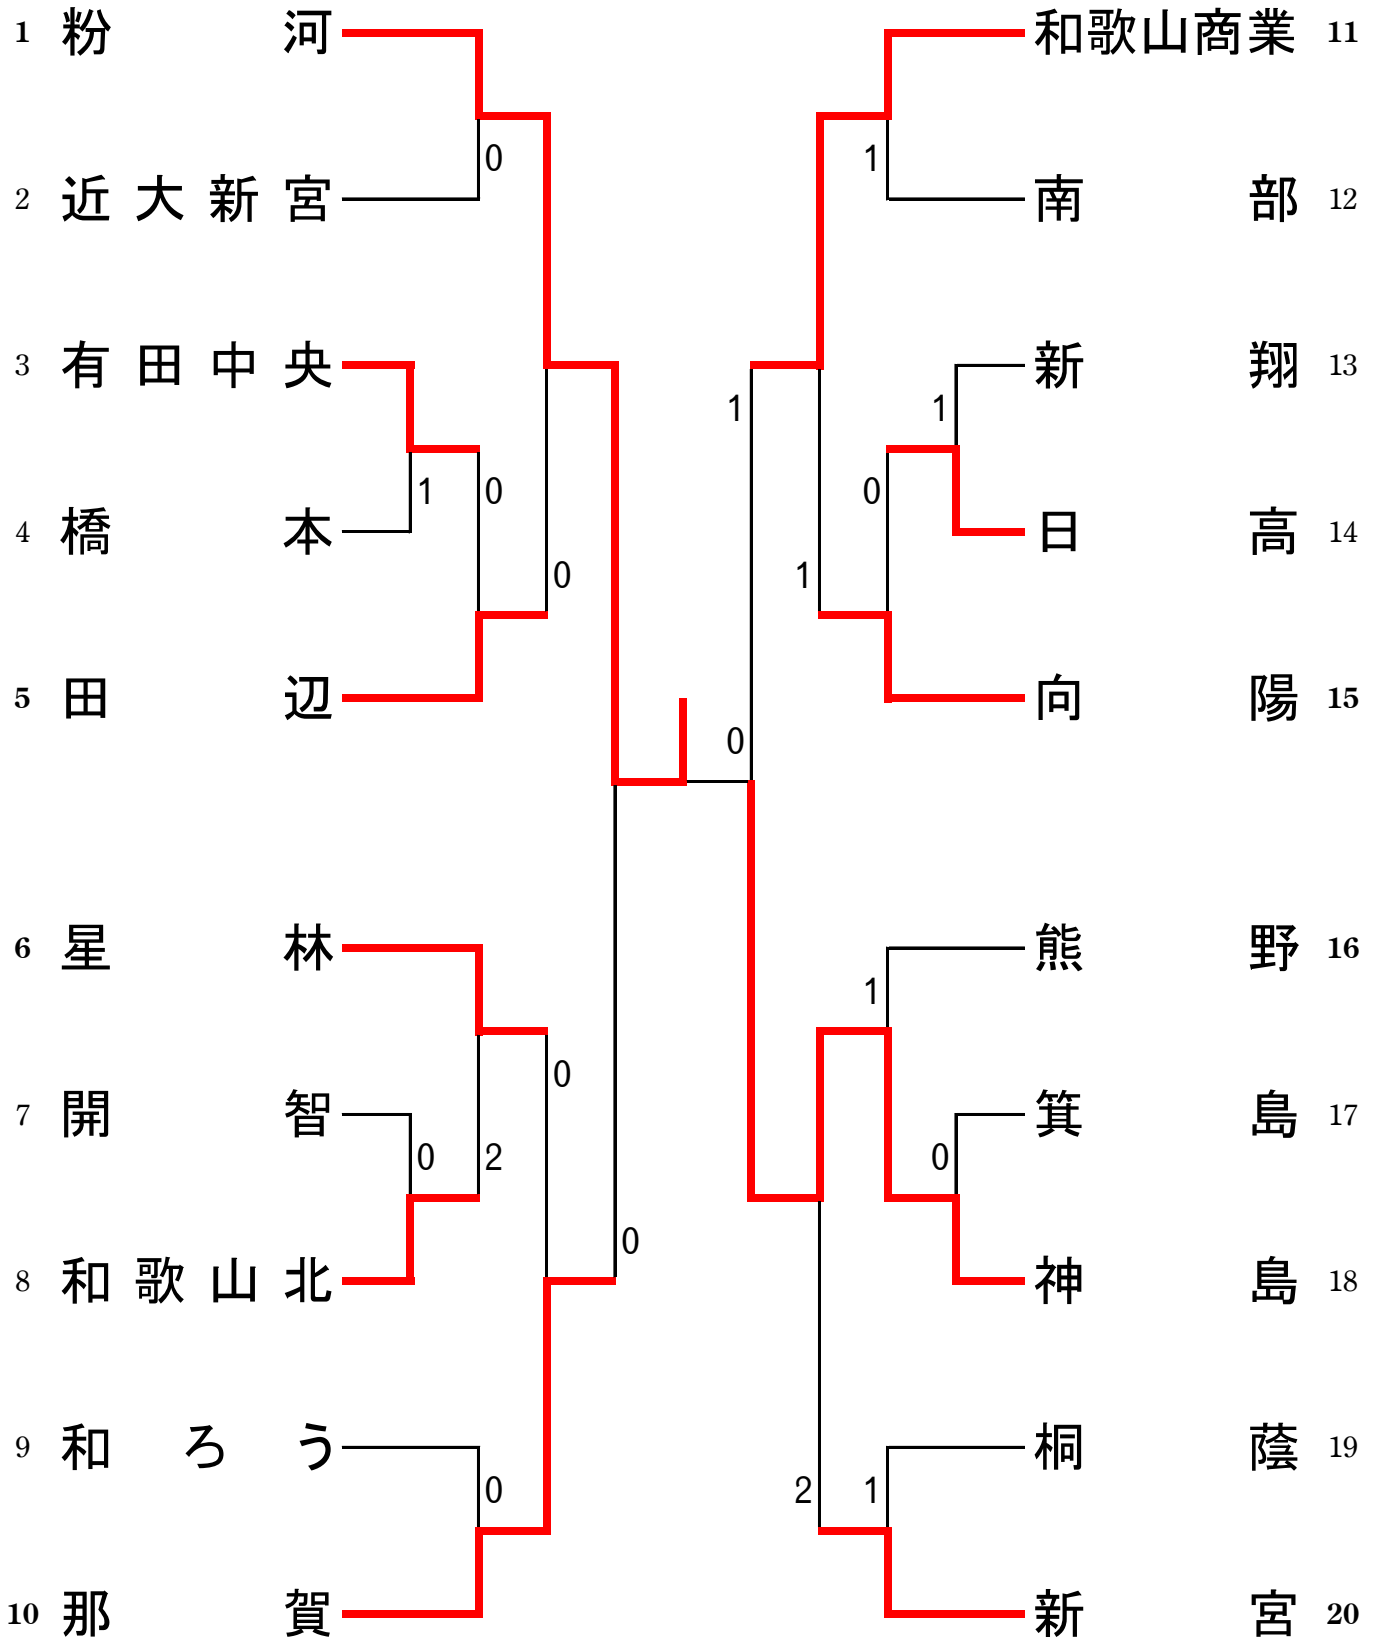 1 粉河
2 近大新宮
3 有田中央
4 橋本
5 田辺
6 星林
7 開智
8 和歌山北
9 和ろう
10 那賀
0
1
0
0
0
0
2
0
0
和歌山商業 11
南部 12
新翔 13
日高 14
向陽 15
熊野 16
箕島 17
神島 18
桐蔭 19
新宮 20
1
1
1
0
1
0
1
0
2
1